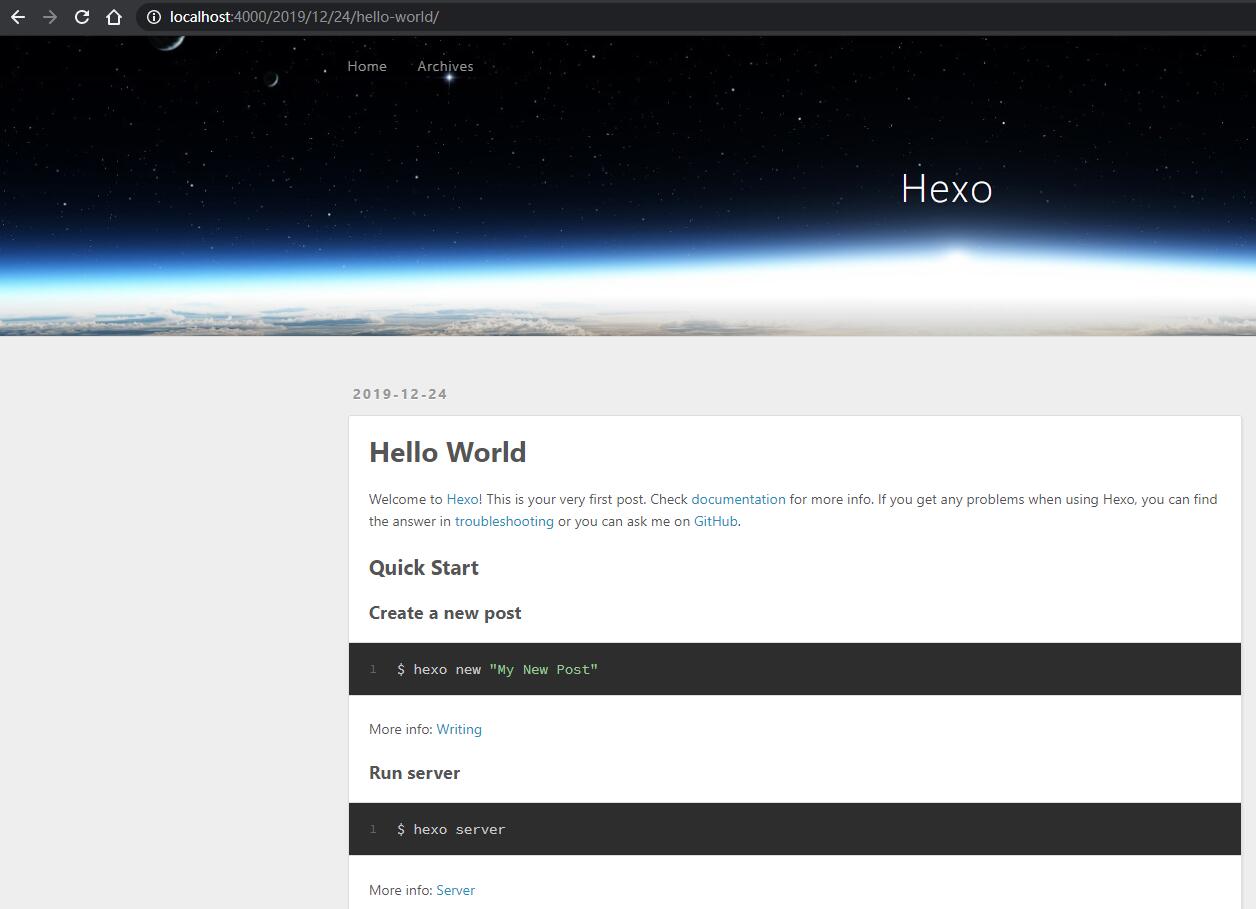 localhost:4000/2019/12/24/hello-world/
Home Archives
Hexo
2019-12-24
Hello World
Welcome to Hexo! This is your very first post. Check documentation for more info. If you get any problems when using Hexo, you can find
the answer in troubleshooting or you can ask me on GitHub.
Quick Start
Create a new post
1 $ hexo new "My New Post"
More info: Writing
Run server
1 $ hexo server
More info: Server